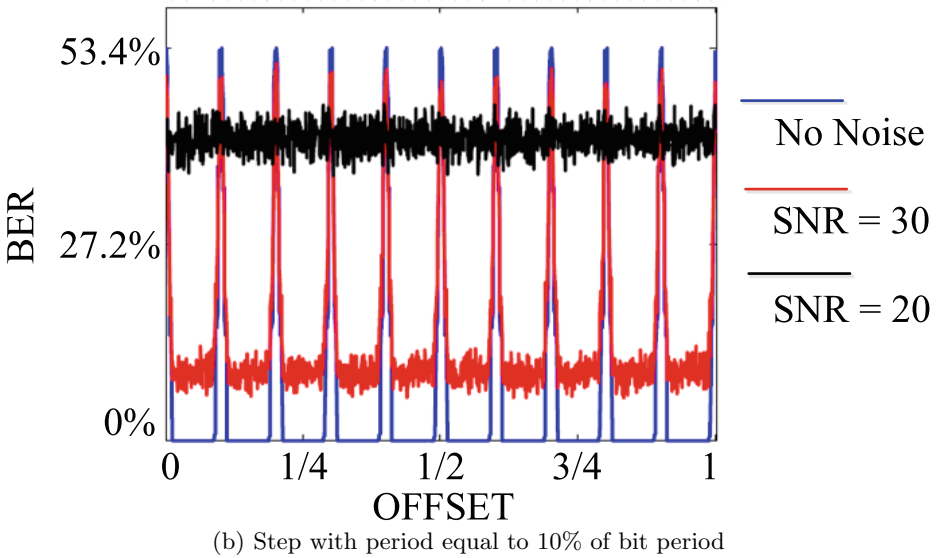 53.4%
27.2%
0%
BER
0
1/4
1/2
3/4
1
OFFSET
No Noise
SNR = 30
SNR = 20
(b) Step with period equal to 10% of bit period